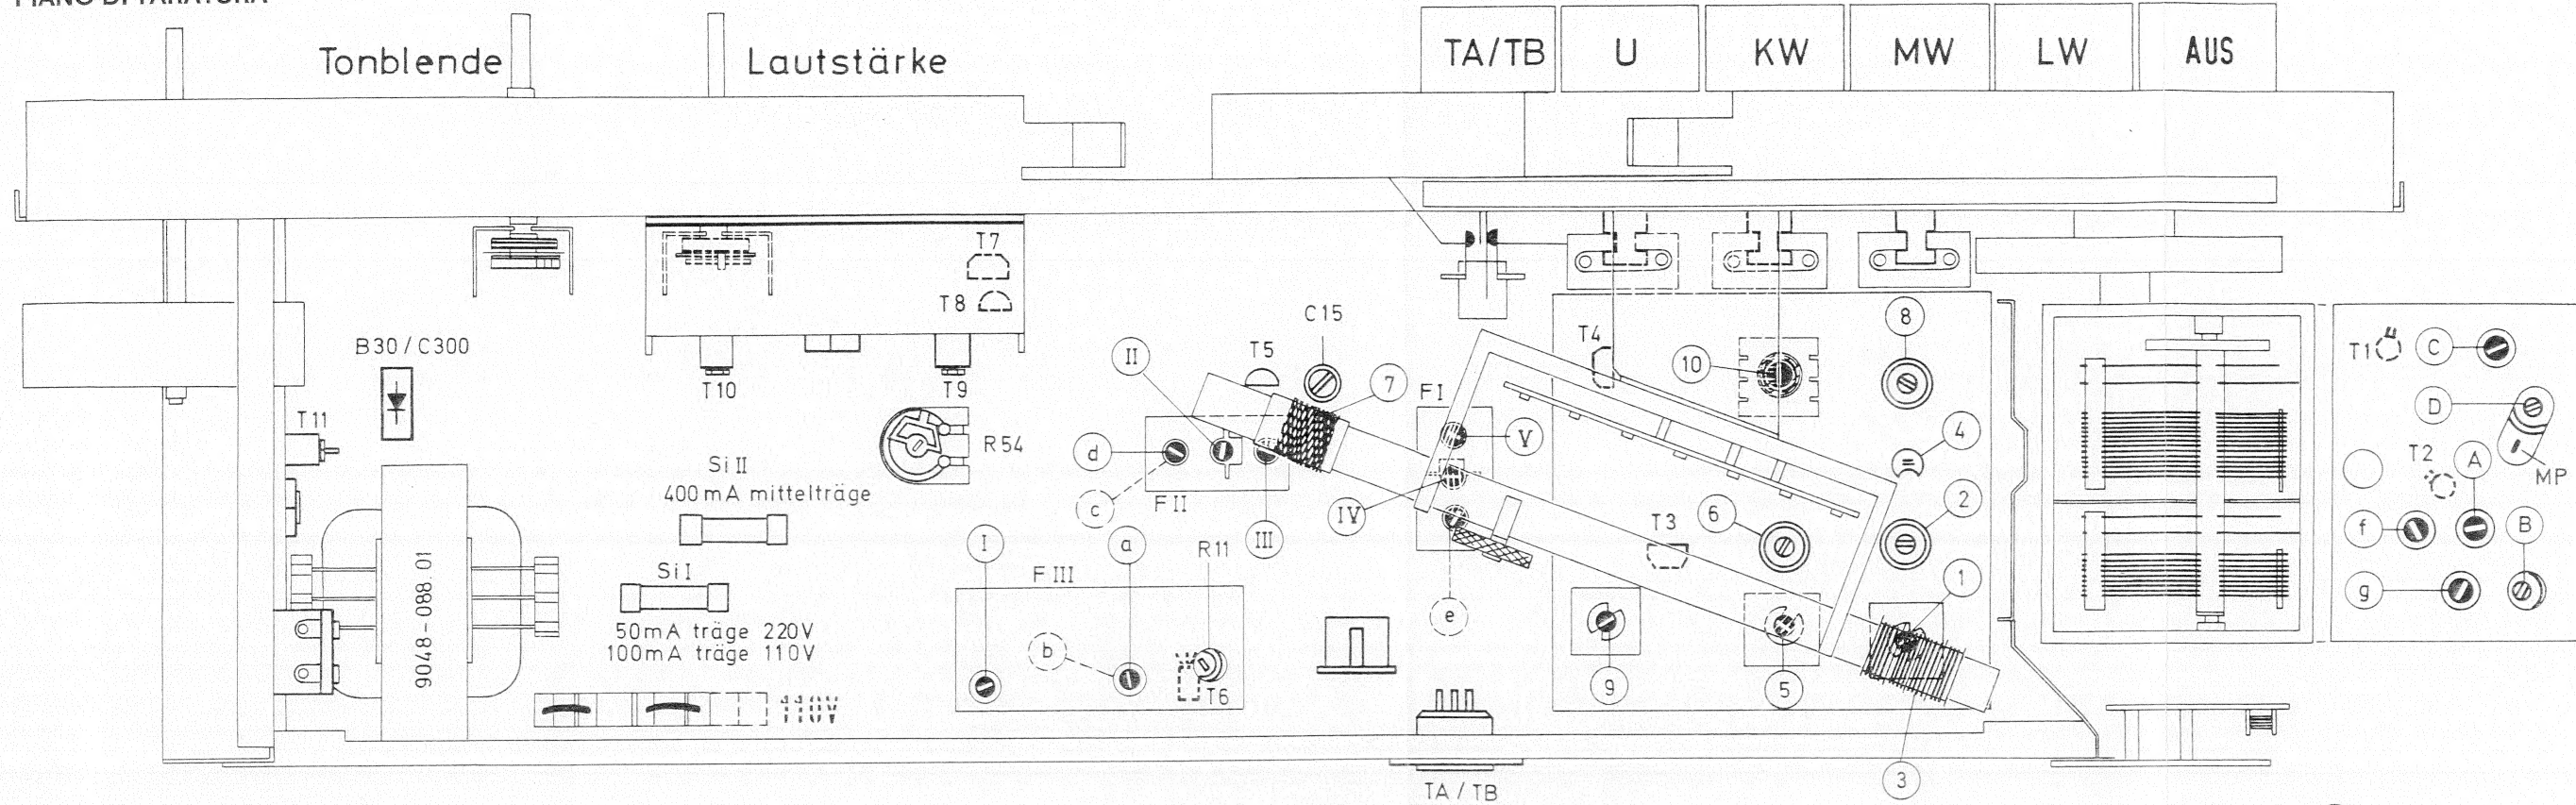 PIANO DI TARATURA
Tonblende
Lautstärke
TA/TB
U
KW
MW
LW
AUS
T7
T8
T10
T9
B30/C300
T11
R54
Si II
400 mA mittelträge
Si I
50mA träge 220V
100mA träge 110V
110V
9048-088.01
C15
T5
7
II
d
c
F II
III
I
a
b
F III
R11
T6
F I
V
IV
e
T4
10
8
4
2
6
T3
1
9
5
3
TA / TB
T1
C
D
T2
A
MP
f
B
g